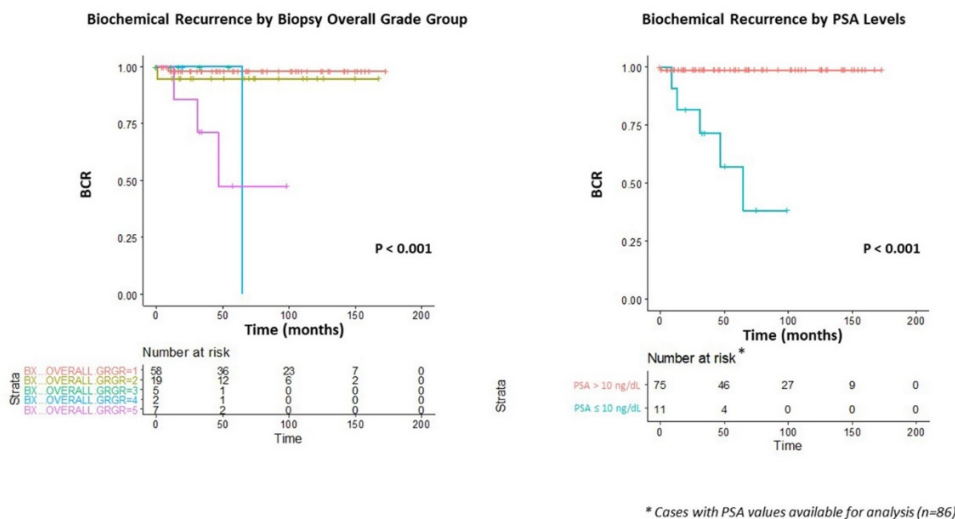 Biochemical Recurrence by Biopsy Overall Grade Group
1.00
0.75
0.50
0.25
0.00
BCR
P < 0.001
0 50 100 150 200
Time (months)
Number at risk
Strata
BX...OVERALL.GRGR=1 58 36 23 7 0
BX...OVERALL.GRGR=2 19 12 6 2 0
BX...OVERALL.GRGR=3 5 1 0 0 0
BX...OVERALL.GRGR=4 2 1 0 0 0
BX...OVERALL.GRGR=5 7 2 0 0 0
0 50 100 150 200
Time
Biochemical Recurrence by PSA Levels
1.00
0.75
0.50
0.25
0.00
BCR
P < 0.001
0 50 100 150 200
Time (months)
Number at risk *
Strata
PSA > 10 ng/dL 75 46 27 9 0
PSA ≤ 10 ng/dL 11 4 0 0 0
0 50 100 150 200
Time
* Cases with PSA values available for analysis (n=86)